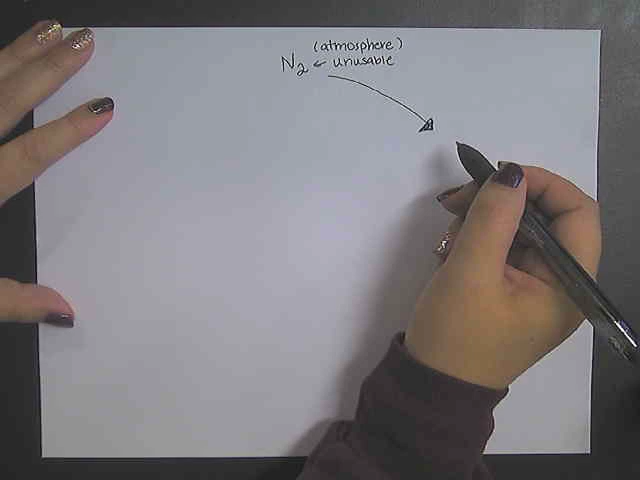 (atmosphere)
N₂ ← unusable